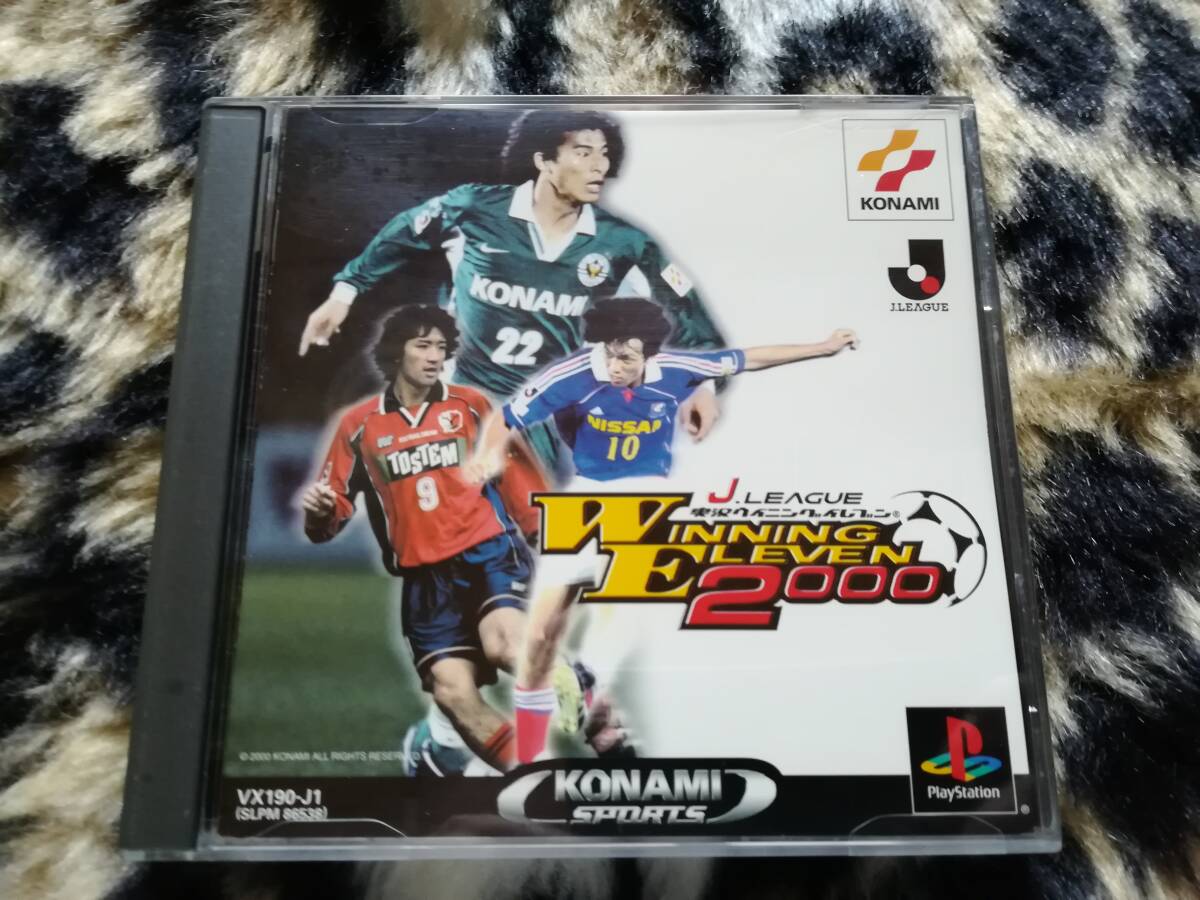 KONAMI
J.LEAGUE
KONAMI
22
NISSAN
10
TOSTEM
9
J.LEAGUE
実況ウイニングイレブン®
WINNING
ELEVEN
2000
© 2000 KONAMI ALL RIGHTS RESERVED
VX190-J1
(SLPM 86538)
KONAMI
SPORTS
PlayStation
®